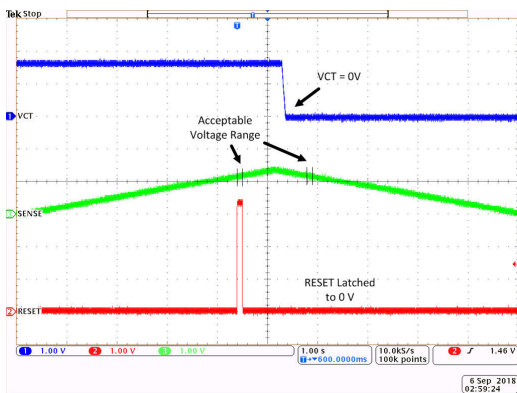 Tek Stop
T
T
VCT = 0V
1 VCT
Acceptable
Voltage Range
3 SENSE
RESET Latched
to 0 V
2 RESET
1 1.00 V 2 1.00 V 3 1.00 V 1.00 s 10.0kS/s 2 1.46 V
T→▼600.0000ms 100k points
6 Sep 2018
02:59:24